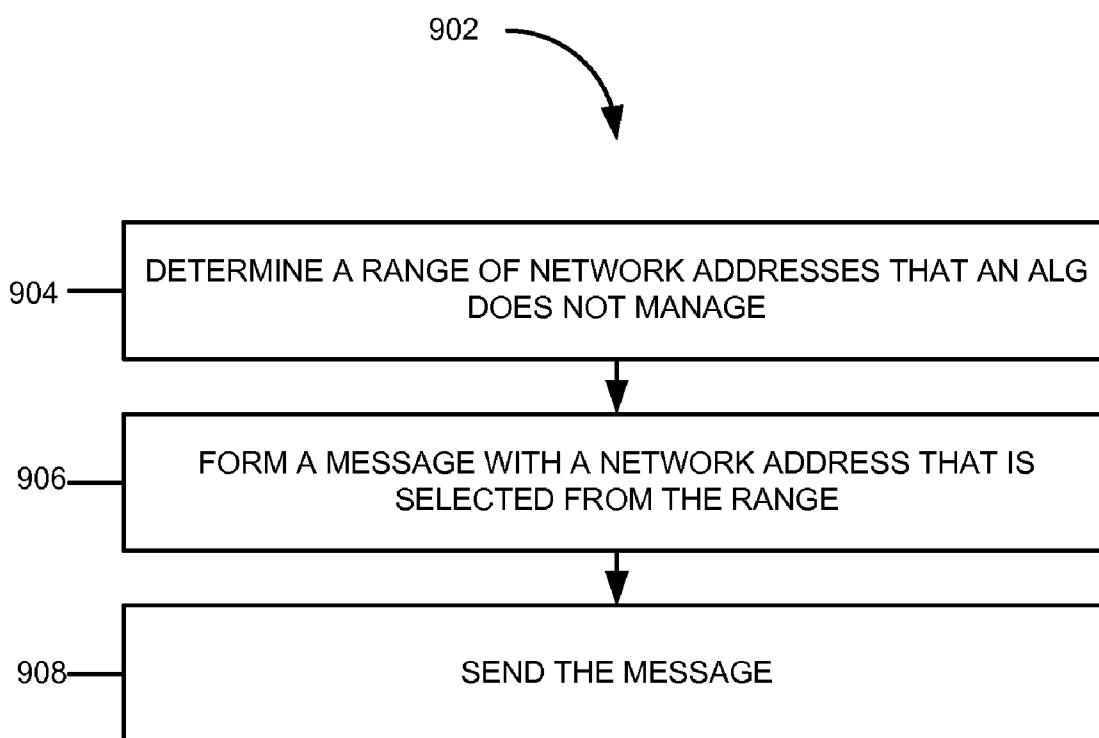 902
904
DETERMINE A RANGE OF NETWORK ADDRESSES THAT AN ALG
DOES NOT MANAGE
906
FORM A MESSAGE WITH A NETWORK ADDRESS THAT IS
SELECTED FROM THE RANGE
908
SEND THE MESSAGE